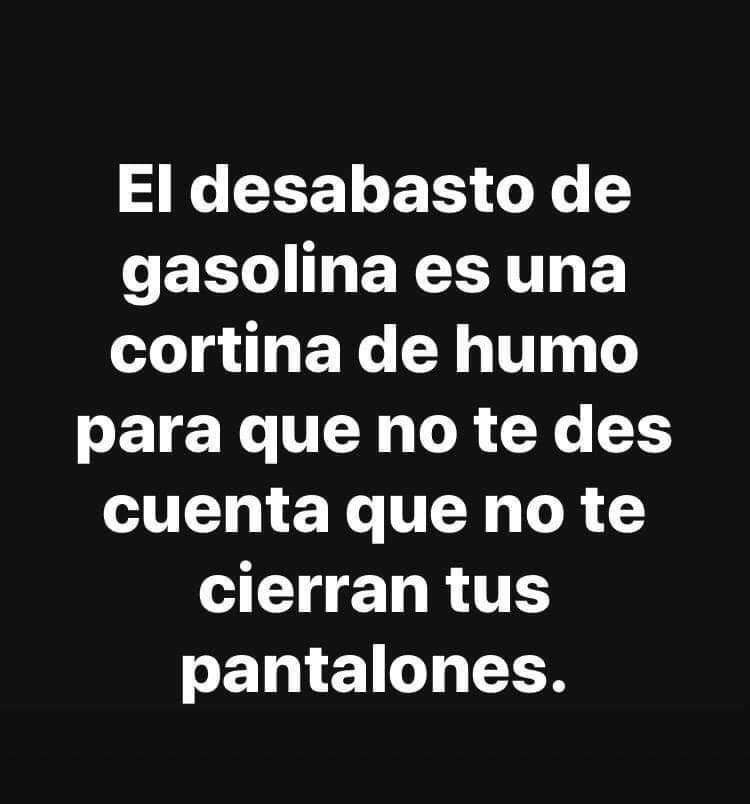 El desabasto de
gasolina es una
cortina de humo
para que no te des
cuenta que no te
cierran tus
pantalones.